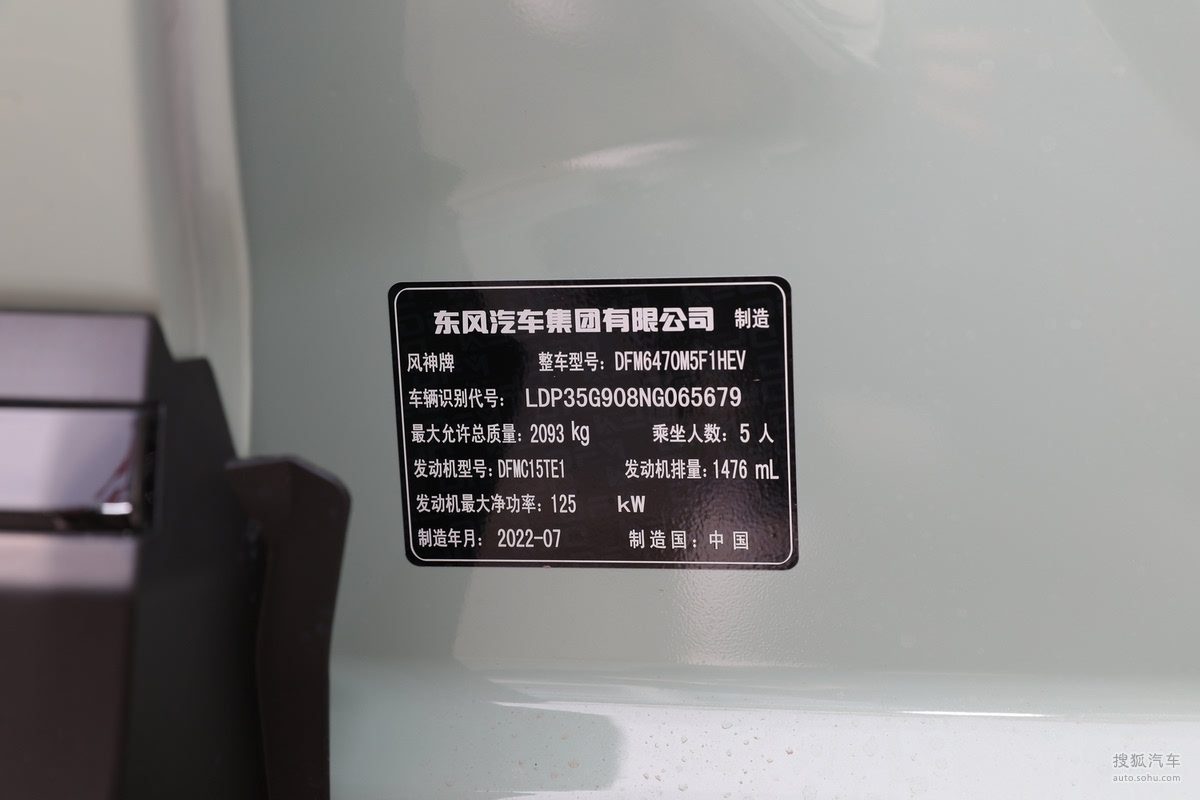 东风汽车集团有限公司 制造
风神牌 整车型号：DFM6470M5F1HEV
车辆识别代号：LDP35G908NG065679
最大允许总质量：2093 kg 乘坐人数：5 人
发动机型号：DFMC15TE1 发动机排量：1476 mL
发动机最大净功率：125 kW
制造年月：2022-07 制造国：中国
搜狐汽车
auto.sohu.com